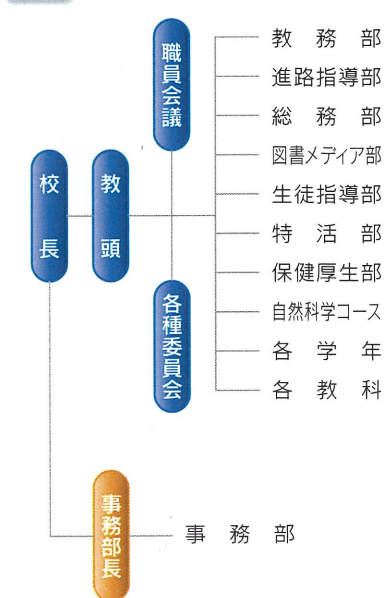 職員会議
校長
教頭
各種委員会
教務部
進路指導部
総務部
図書メディア部
生徒指導部
特活部
保健厚生部
自然科学コース
各学年
各教科
事務部長
事務部